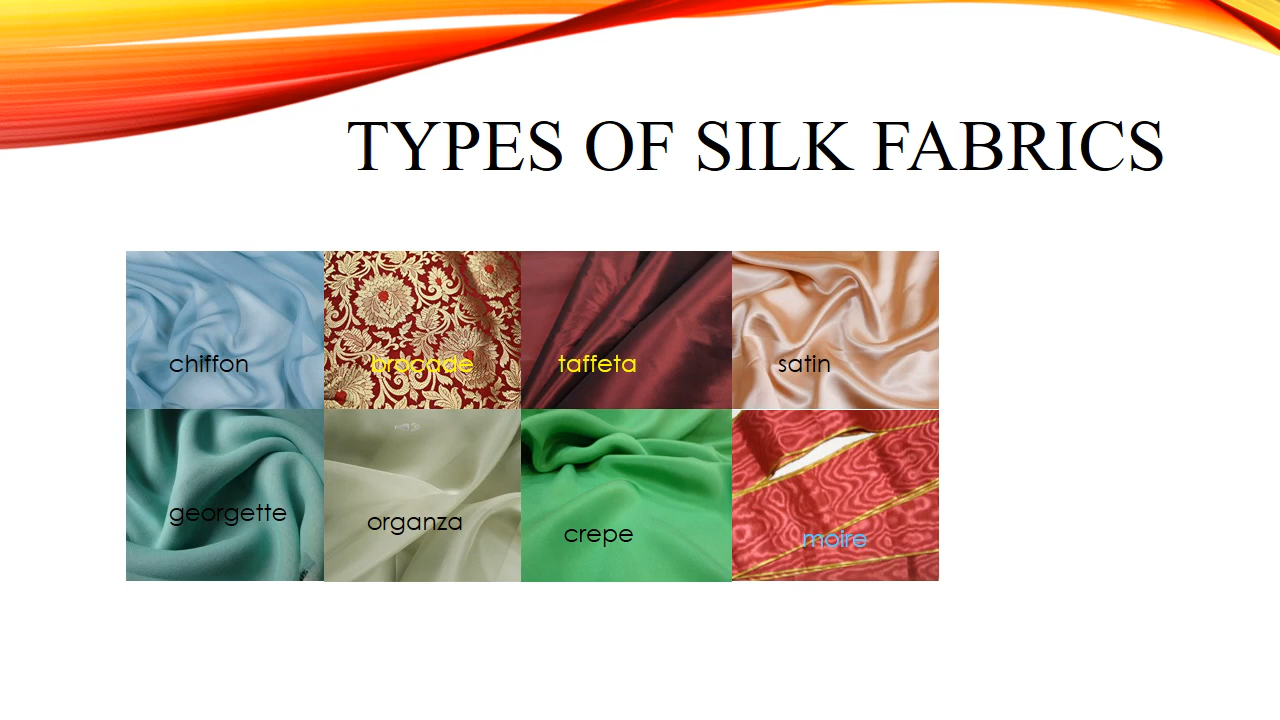 TYPES OF SILK FABRICS
chiffon
brocade
taffeta
satin
georgette
organza
crepe
moire